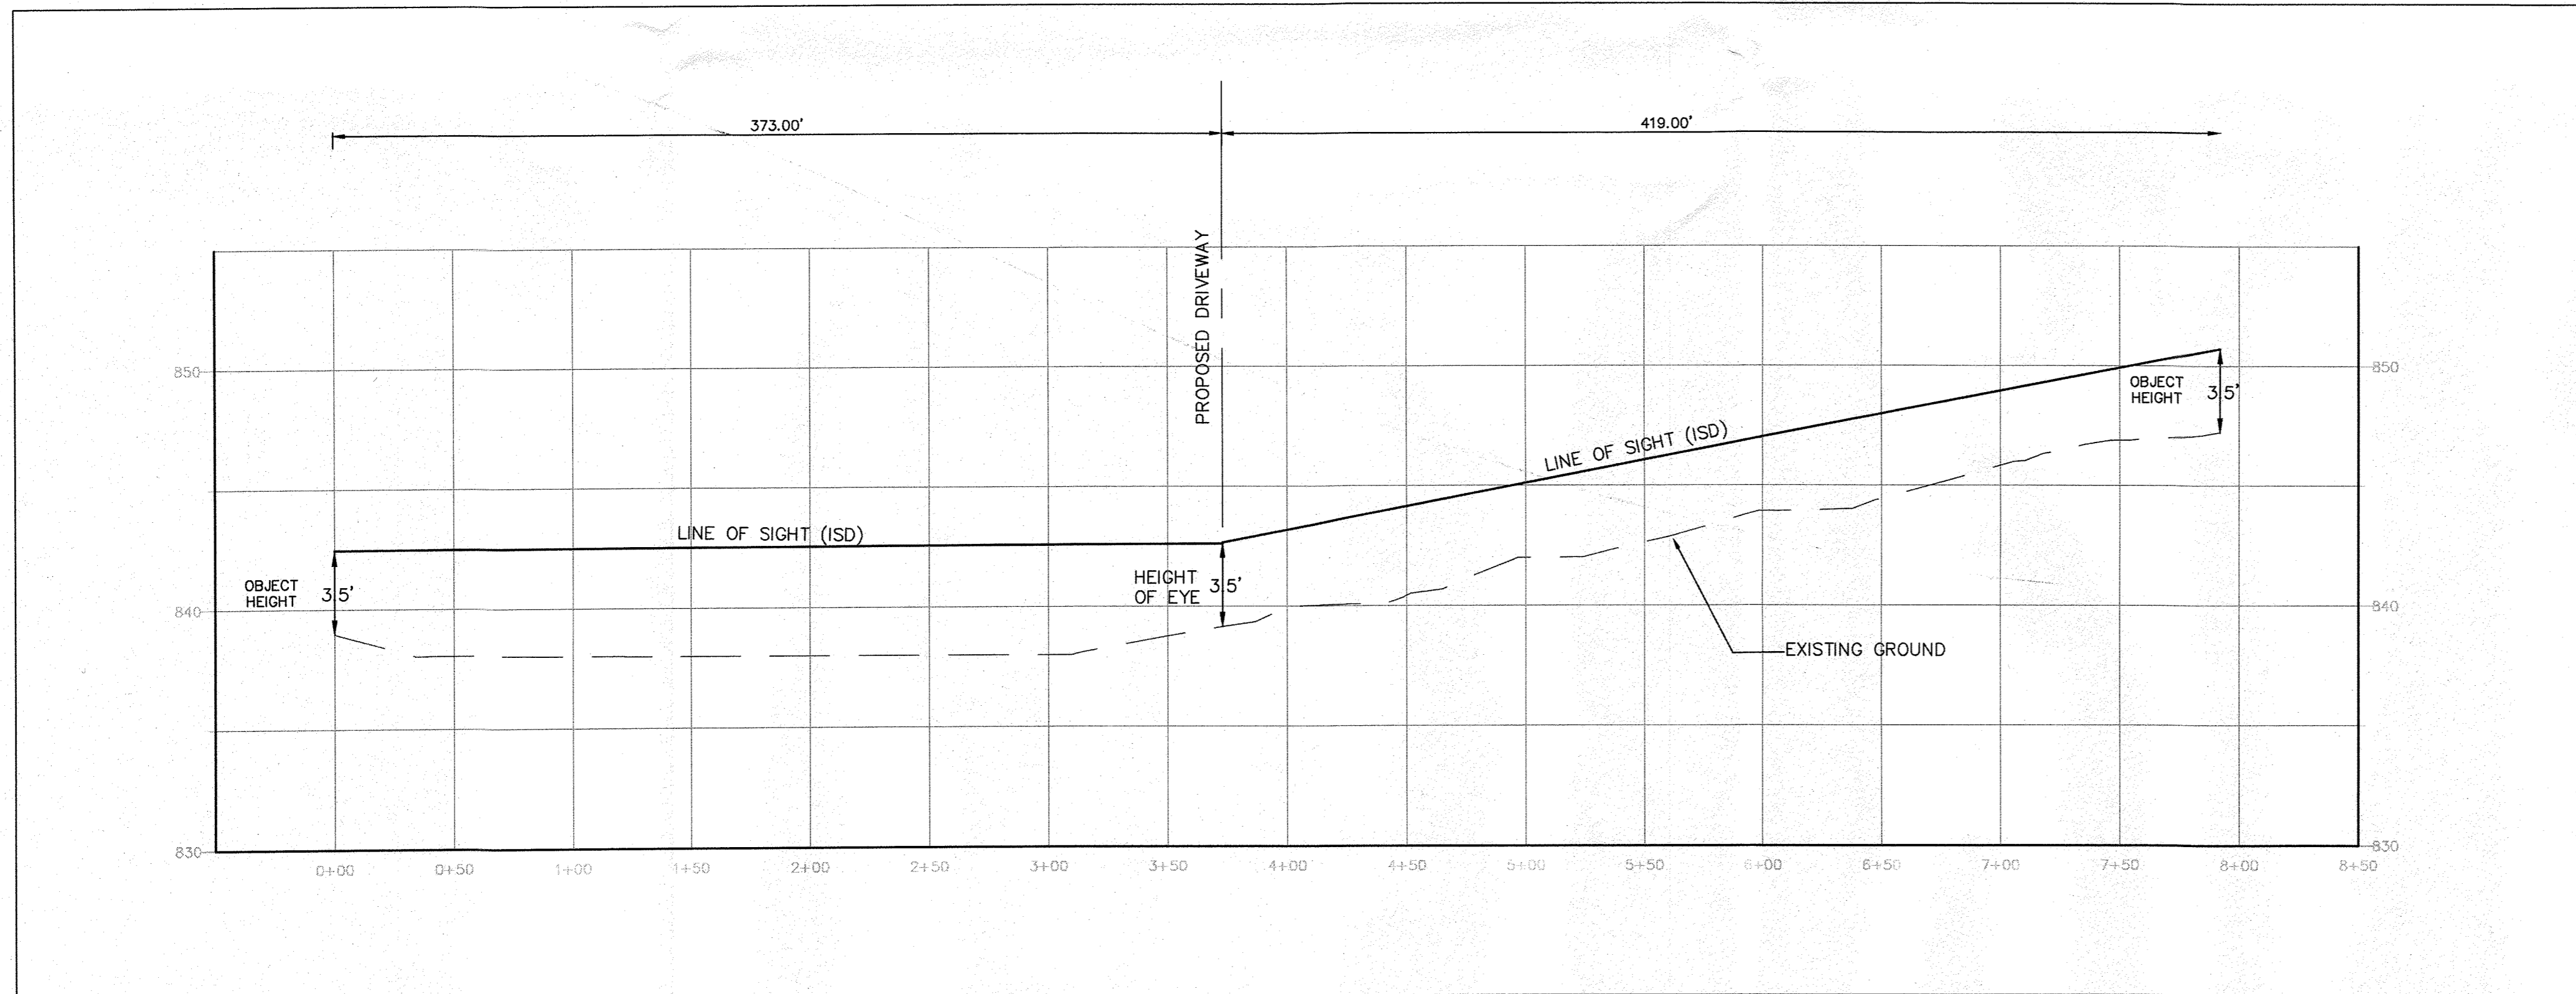 373.00'
419.00'
PROPOSED DRIVEWAY
850
850
OBJECT
HEIGHT
3.5'
LINE OF SIGHT (ISD)
LINE OF SIGHT (ISD)
OBJECT
HEIGHT
3.5'
HEIGHT
OF EYE
3.5'
840
840
EXISTING GROUND
830
830
0+00
0+50
1+00
1+50
2+00
2+50
3+00
3+50
4+00
4+50
5+00
5+50
6+00
6+50
7+00
7+50
8+00
8+50